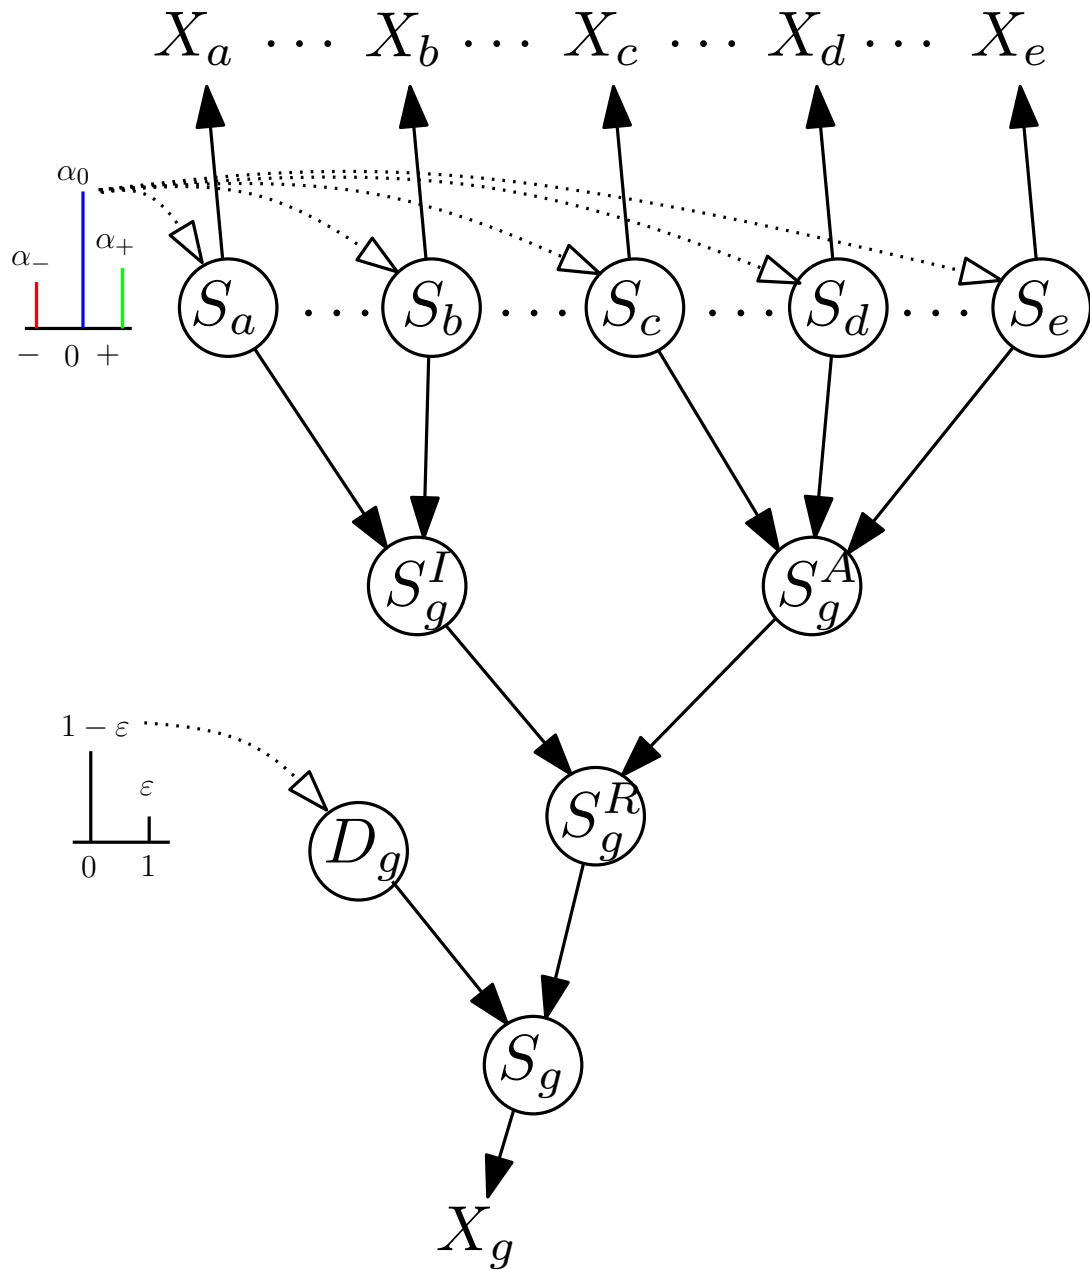 X_a ··· X_b ··· X_c ··· X_d ··· X_e
α_0
α_+
α_−
S_a ···· S_b ··· S_c ··· S_d ··· S_e
− 0 +
S_g^I S_g^A
1 − ε
ε
S_g^R
D_g
0 1
S_g
X_g